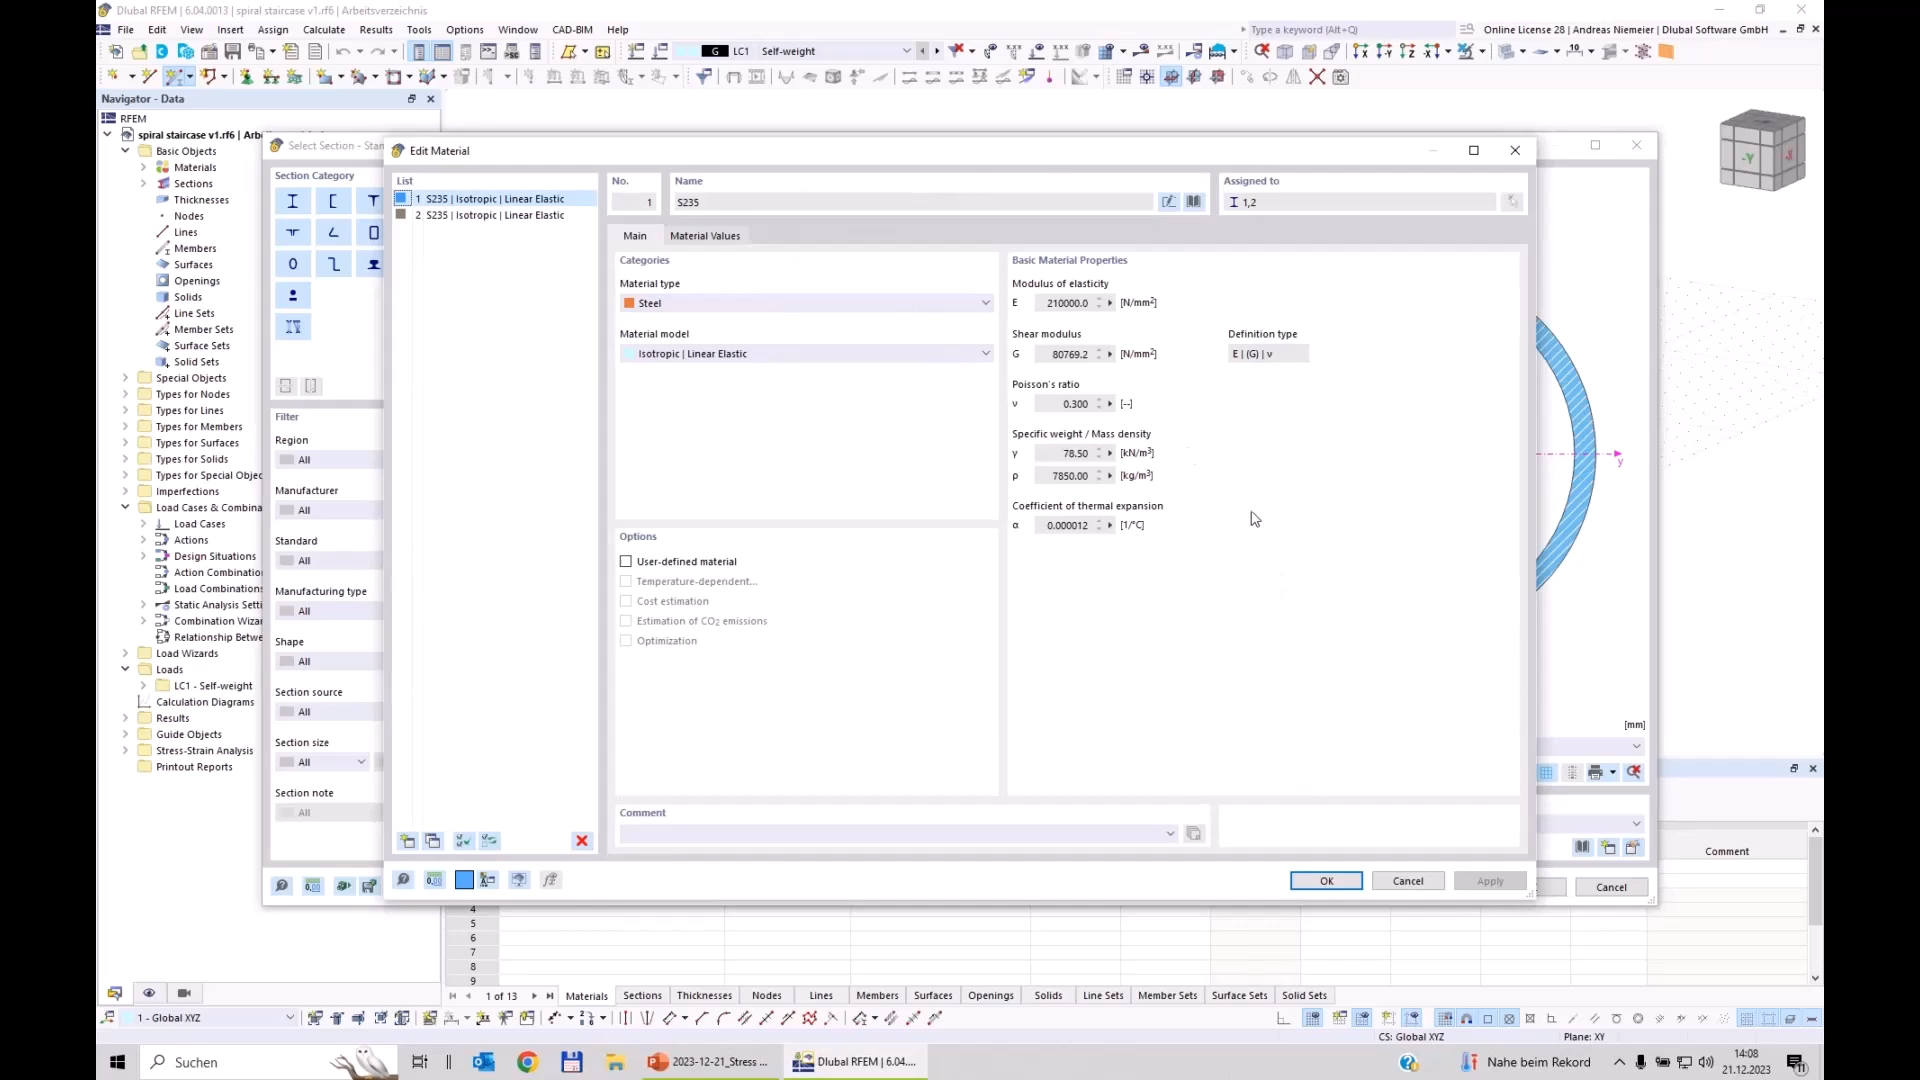 Dlubal RFEM | 6.04.0013 | spiral staircase v1.rf6 | Arbeitsverzeichnis
File Edit View Insert Assign Calculate Results Tools Options Window CAD-BIM Help
Type a keyword (Alt+Q)
Online License 28 | Andreas Niemeier | Dlubal Software GmbH
G LC1 Self-weight
Navigator - Data
RFEM
spiral staircase v1.rf6 | Arb
Basic Objects
Materials
Sections
Thicknesses
Nodes
Lines
Members
Surfaces
Openings
Solids
Line Sets
Member Sets
Surface Sets
Solid Sets
Special Objects
Types for Nodes
Types for Lines
Types for Members
Types for Surfaces
Types for Solids
Types for Special Objec
Imperfections
Load Cases & Combina
Load Cases
Actions
Design Situations
Action Combination
Load Combinations
Static Analysis Setti
Combination Wizar
Relationship Betwe
Load Wizards
Loads
LC1 - Self-weight
Calculation Diagrams
Results
Guide Objects
Stress-Strain Analysis
Printout Reports
Select Section - Stan
Section Category
Filter
Region
All
Manufacturer
All
Standard
All
Manufacturing type
All
Shape
All
Section source
All
Section size
All
Section note
All
Edit Material
List
1 S235 | Isotropic | Linear Elastic
2 S235 | Isotropic | Linear Elastic
No.
1
Name
S235
Assigned to
1,2
Main Material Values
Categories
Material type
Steel
Material model
Isotropic | Linear Elastic
Options
User-defined material
Temperature-dependent...
Cost estimation
Estimation of CO2 emissions
Optimization
Basic Material Properties
Modulus of elasticity
E 210000.0 [N/mm²]
Shear modulus
G 80769.2 [N/mm²]
Definition type
E | (G) | ν
Poisson's ratio
ν 0.300 [--]
Specific weight / Mass density
γ 78.50 [kN/m³]
ρ 7850.00 [kg/m³]
Coefficient of thermal expansion
α 0.000012 [1/°C]
Comment
OK Cancel Apply
-Y
-X
y
[mm]
Cancel
Comment
4
5
6
7
8
9
1 of 13 Materials Sections Thicknesses Nodes Lines Members Surfaces Openings Solids Line Sets Member Sets Surface Sets Solid Sets
1 - Global XYZ
CS: Global XYZ Plane: XY
Suchen
2023-12-21_Stress ...
Dlubal RFEM | 6.04....
Nahe beim Rekord
14:08
21.12.2023